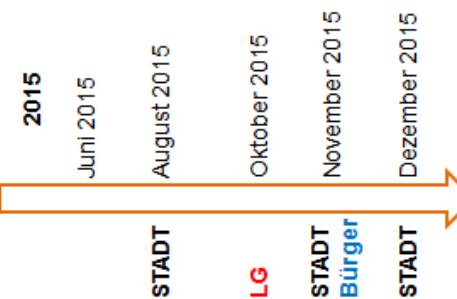 2015
Juni 2015
August 2015
Oktober 2015
November 2015
Dezember 2015
STADT
LG
STADT
Bürger
STADT